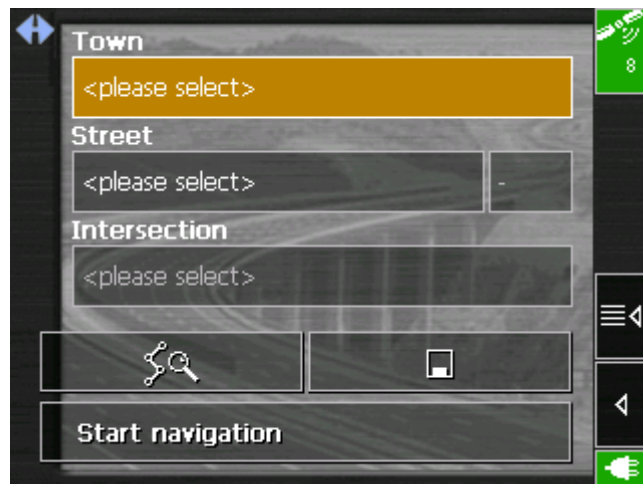 Town
8
<please select>
Street
<please select> -
Intersection
<please select>
Start navigation